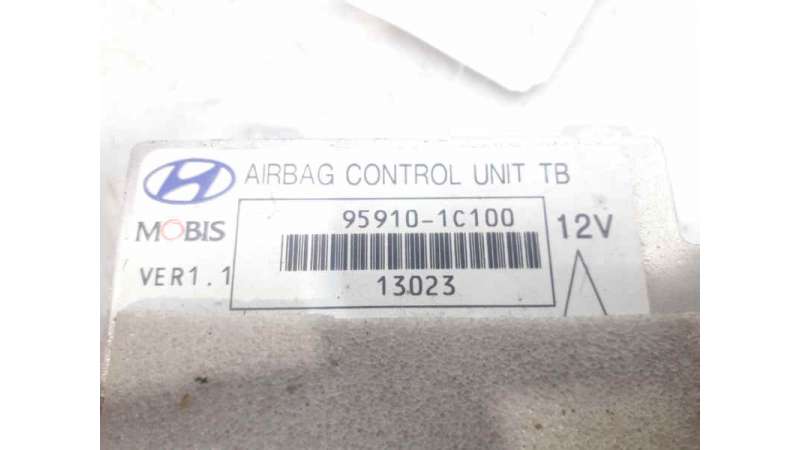 AIRBAG CONTROL UNIT TB
MOBIS
95910-1C100
12V
VER1.1
13023